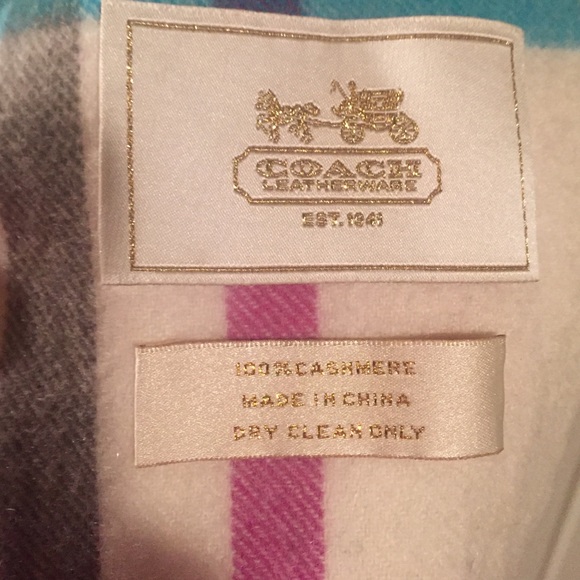 COACH
LEATHERWARE
EST. 1941
100% CASHMERE
MADE IN CHINA
DRY CLEAN ONLY